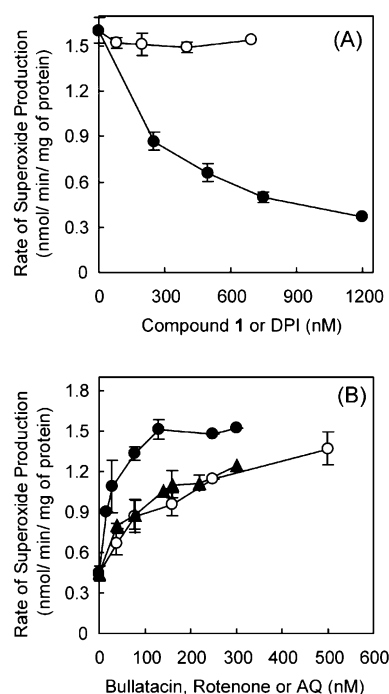 (A)
Rate of Superoxide Production
(nmol/ min/ mg of protein)
1.5
1.2
0.9
0.6
0.3
0
0 300 600 900 1200
Compound 1 or DPI (nM)
(B)
Rate of Superoxide Production
(nmol/ min/ mg of protein)
1.8
1.5
1.2
0.9
0.6
0.3
0
0 100 200 300 400 500 600
Bullatacin, Rotenone or AQ (nM)